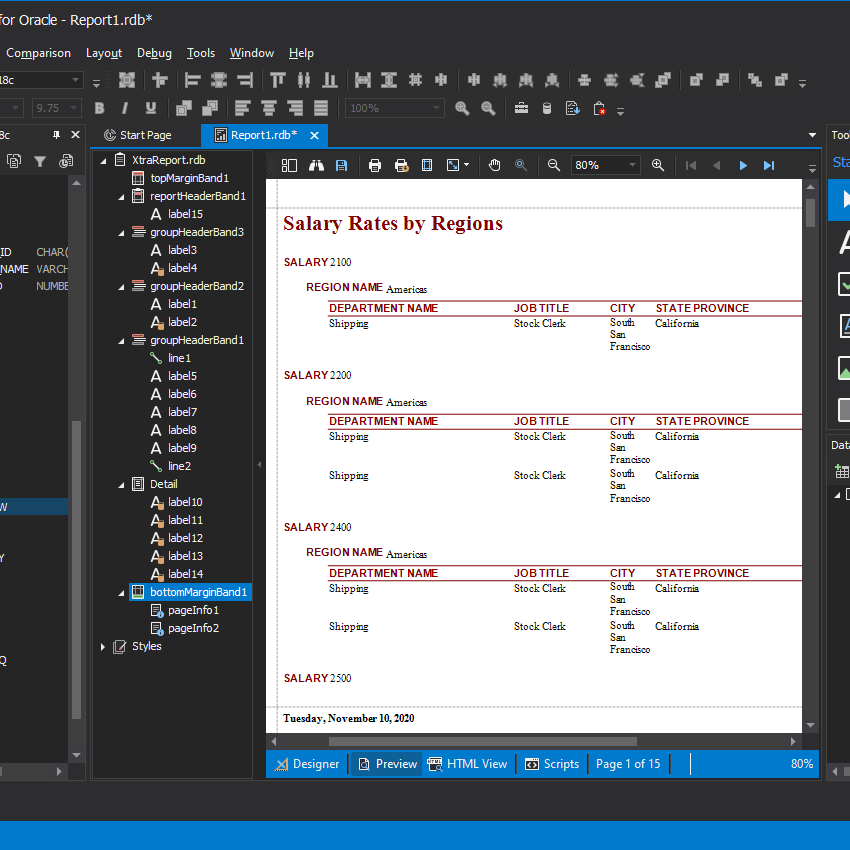 for Oracle - Report1.rdb*
Comparison Layout Debug Tools Window Help
18c
9.75 B I U 100%
8c Start Page Report1.rdb* Tool
XtraReport.rdb 80% Sta
topMarginBand1
reportHeaderBand1
label15
groupHeaderBand3
label3
label4
groupHeaderBand2
label1
label2
groupHeaderBand1
line1
label5
label6
label7
label8
label9
line2
Detail
label10
label11
label12
label13
label14
bottomMarginBand1
pageInfo1
pageInfo2
Styles
_ID CHAR(
_NAME VARCH
D NUMBE
W
Y
Q
Salary Rates by Regions
SALARY 2100
REGION NAME Americas
DEPARTMENT NAME JOB TITLE CITY STATE PROVINCE
Shipping Stock Clerk South San Francisco California
SALARY 2200
REGION NAME Americas
DEPARTMENT NAME JOB TITLE CITY STATE PROVINCE
Shipping Stock Clerk South San Francisco California
Shipping Stock Clerk South San Francisco California
SALARY 2400
REGION NAME Americas
DEPARTMENT NAME JOB TITLE CITY STATE PROVINCE
Shipping Stock Clerk South San Francisco California
Shipping Stock Clerk South San Francisco California
SALARY 2500
Tuesday, November 10, 2020
Data
Designer Preview HTML View Scripts Page 1 of 15 80%